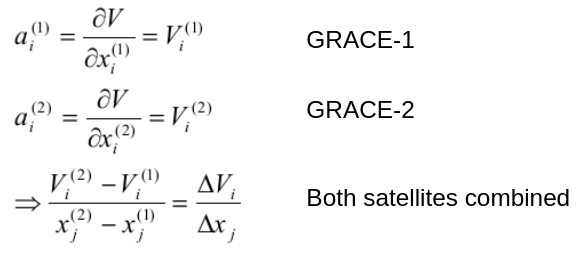 a_i^(1) = ∂V/∂x_i^(1) = V_i^(1) GRACE-1
a_i^(2) = ∂V/∂x_i^(2) = V_i^(2) GRACE-2
⇒ (V_i^(2) − V_i^(1))/(x_j^(2) − x_j^(1)) = ΔV_i/Δx_j Both satellites combined